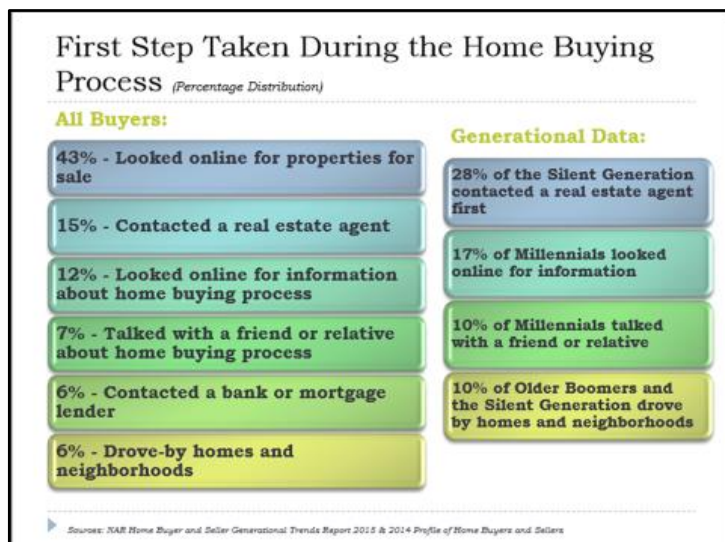 First Step Taken During the Home Buying
Process (Percentage Distribution)
All Buyers:
43% - Looked online for properties for
sale
15% - Contacted a real estate agent
12% - Looked online for information
about home buying process
7% - Talked with a friend or relative
about home buying process
6% - Contacted a bank or mortgage
lender
6% - Drove-by homes and
neighborhoods
Generational Data:
28% of the Silent Generation
contacted a real estate agent
first
17% of Millennials looked
online for information
10% of Millennials talked
with a friend or relative
10% of Older Boomers and
the Silent Generation drove
by homes and neighborhoods
Sources: NAR Home Buyer and Seller Generational Trends Report 2015 & 2014 Profile of Home Buyers and Sellers